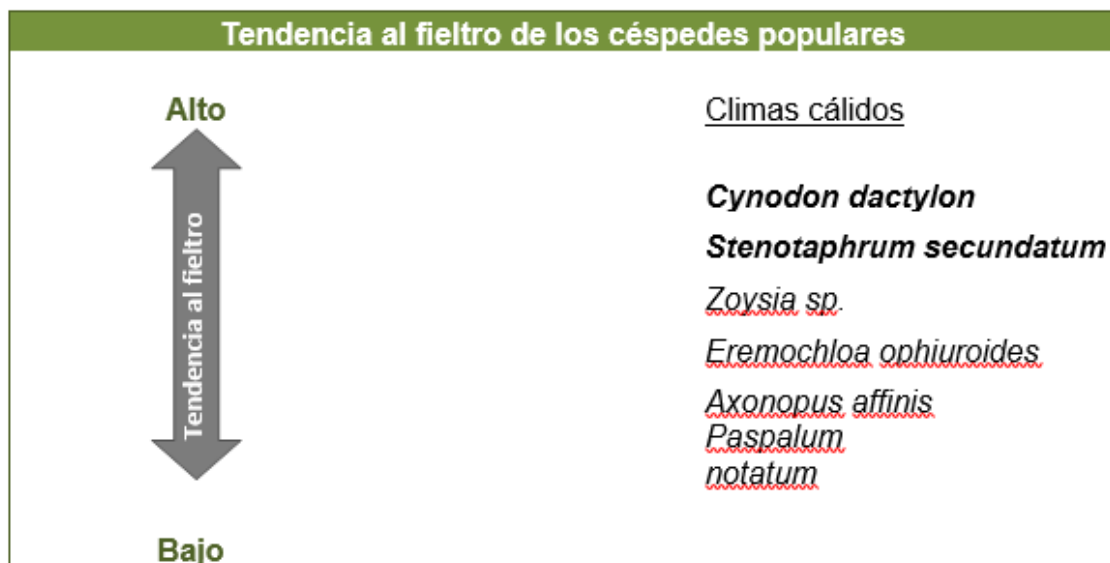 Tendencia al fieltro de los céspedes populares
Alto
Climas cálidos
Tendencia al fieltro
Cynodon dactylon
Stenotaphrum secundatum
Zoysia sp.
Eremochloa ophiuroides
Axonopus affinis
Paspalum
notatum
Bajo